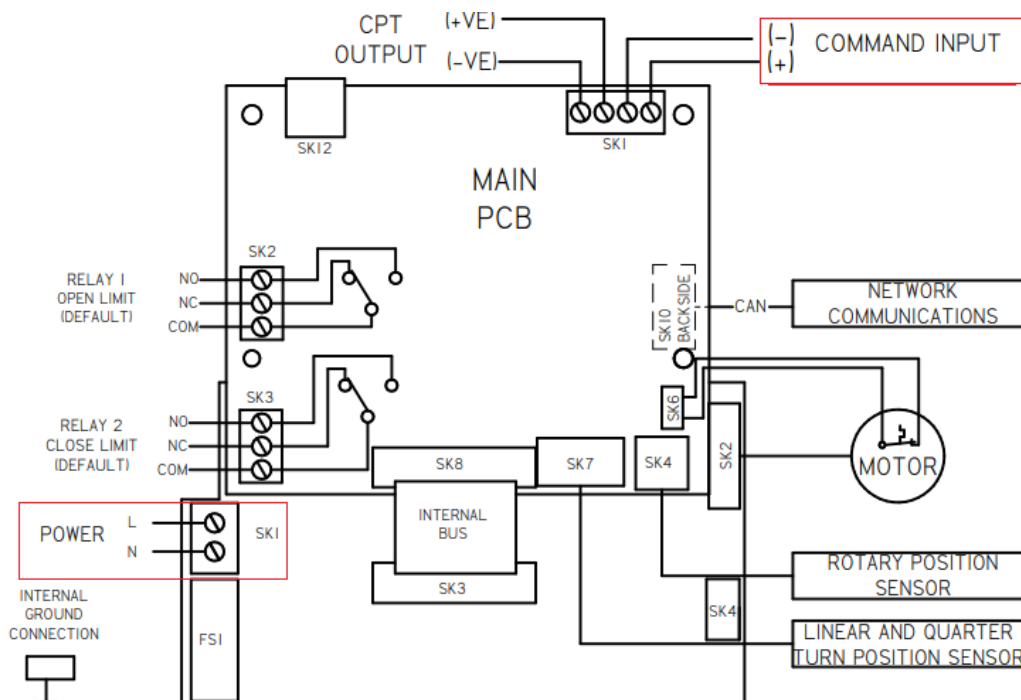 CPT
OUTPUT
(+VE)
(-VE)
(-)
(+)
COMMAND INPUT
SK12
SK1
MAIN
PCB
SK2
RELAY 1
OPEN LIMIT
(DEFAULT)
NO
NC
COM
SK10
BACKSIDE
CAN
NETWORK
COMMUNICATIONS
SK3
RELAY 2
CLOSE LIMIT
(DEFAULT)
NO
NC
COM
SK6
SK8
SK7
SK4
SK2
MOTOR
POWER
L
N
SK1
INTERNAL
BUS
SK3
ROTARY POSITION
SENSOR
INTERNAL
GROUND
CONNECTION
FS1
SK4
LINEAR AND QUARTER
TURN POSITION SENSOR